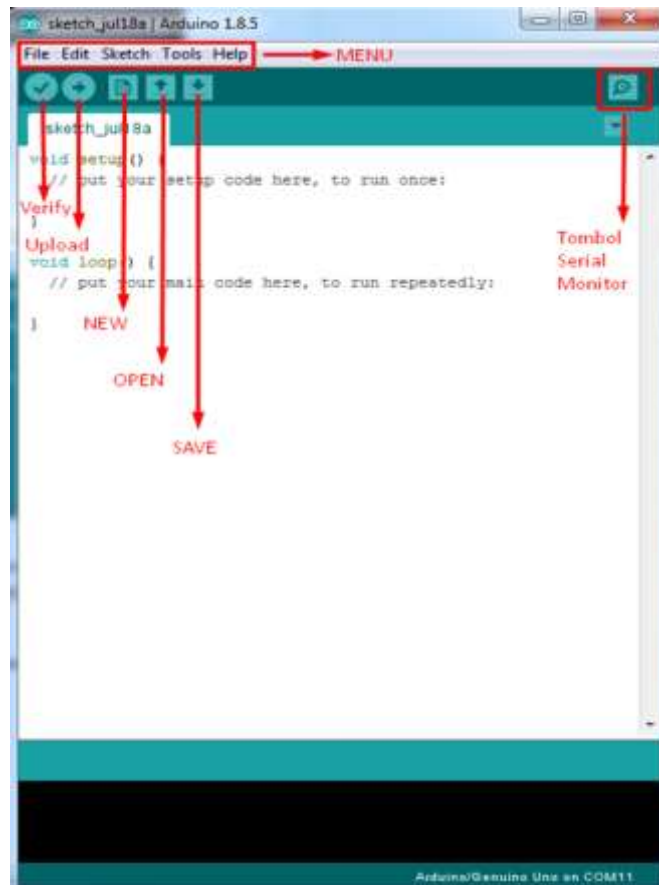 sketch_jul18a | Arduino 1.8.5
File Edit Sketch Tools Help
MENU
sketch_jul18a
void setup() {
// put your setup code here, to run once:
Verify
}
Upload
void loop() {
// put your main code here, to run repeatedly:
Tombol
Serial
Monitor
}
NEW
OPEN
SAVE
Arduino/Genuino Uno on COM11